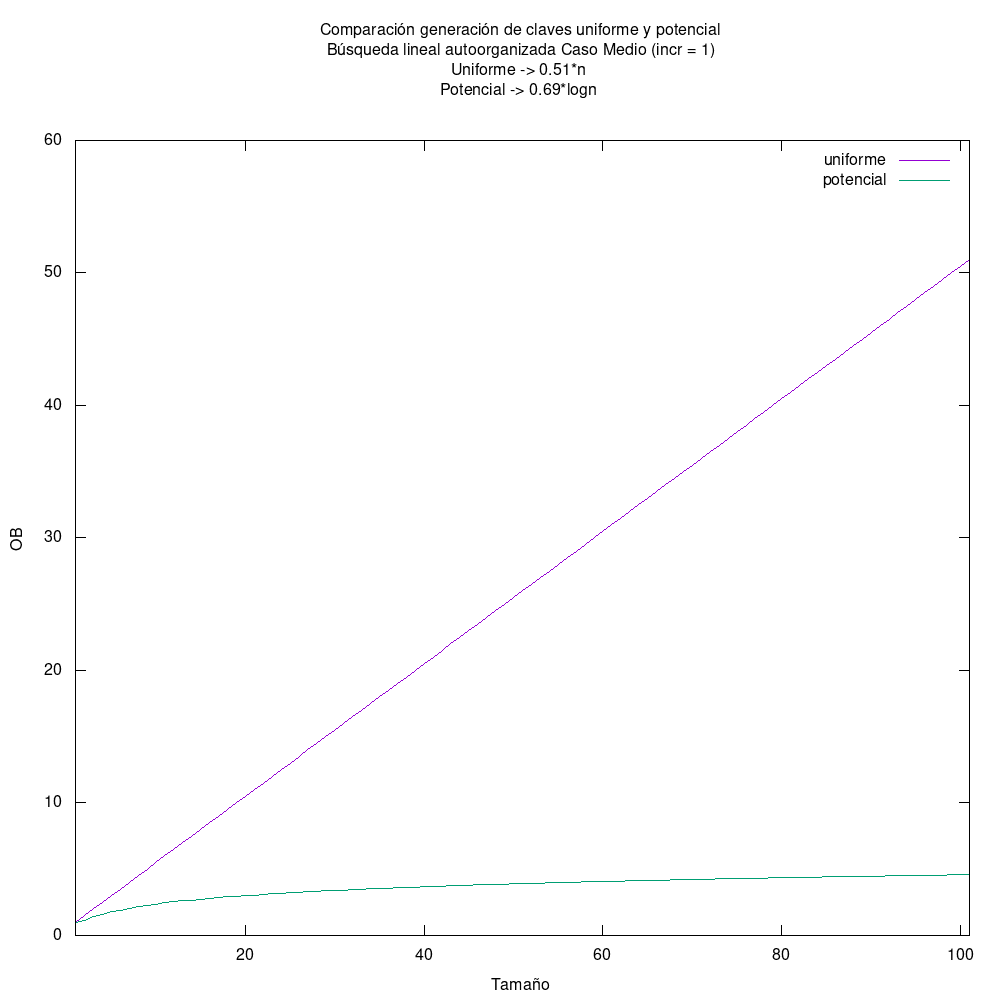 Comparación generación de claves uniforme y potencial
Búsqueda lineal autoorganizada Caso Medio (incr = 1)
Uniforme -> 0.51*n
Potencial -> 0.69*logn
uniforme
potencial
60
50
40
30
20
10
0
OB
20
40
60
80
100
Tamaño